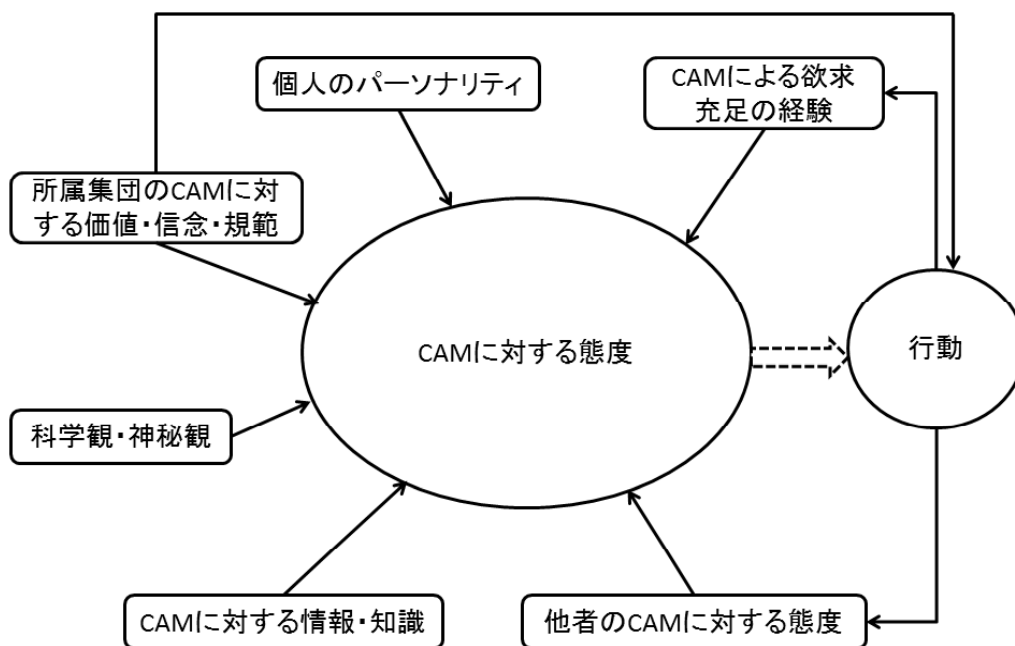 個人のパーソナリティ
CAMによる欲求
充足の経験
所属集団のCAMに対
する価値・信念・規範
CAMに対する態度
行動
科学観・神秘観
CAMに対する情報・知識
他者のCAMに対する態度